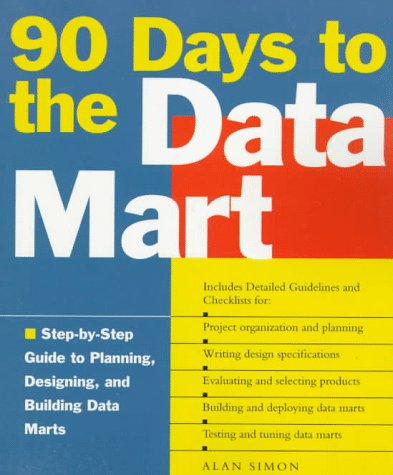 90 Days to
the Data
Mart
Includes Detailed Guidelines and
Checklists for:
Project organization and planning
Writing design specifications
Evaluating and selecting products
Building and deploying data marts
Testing and tuning data marts
Step-by-Step
Guide to Planning,
Designing, and
Building Data
Marts
ALAN SIMON